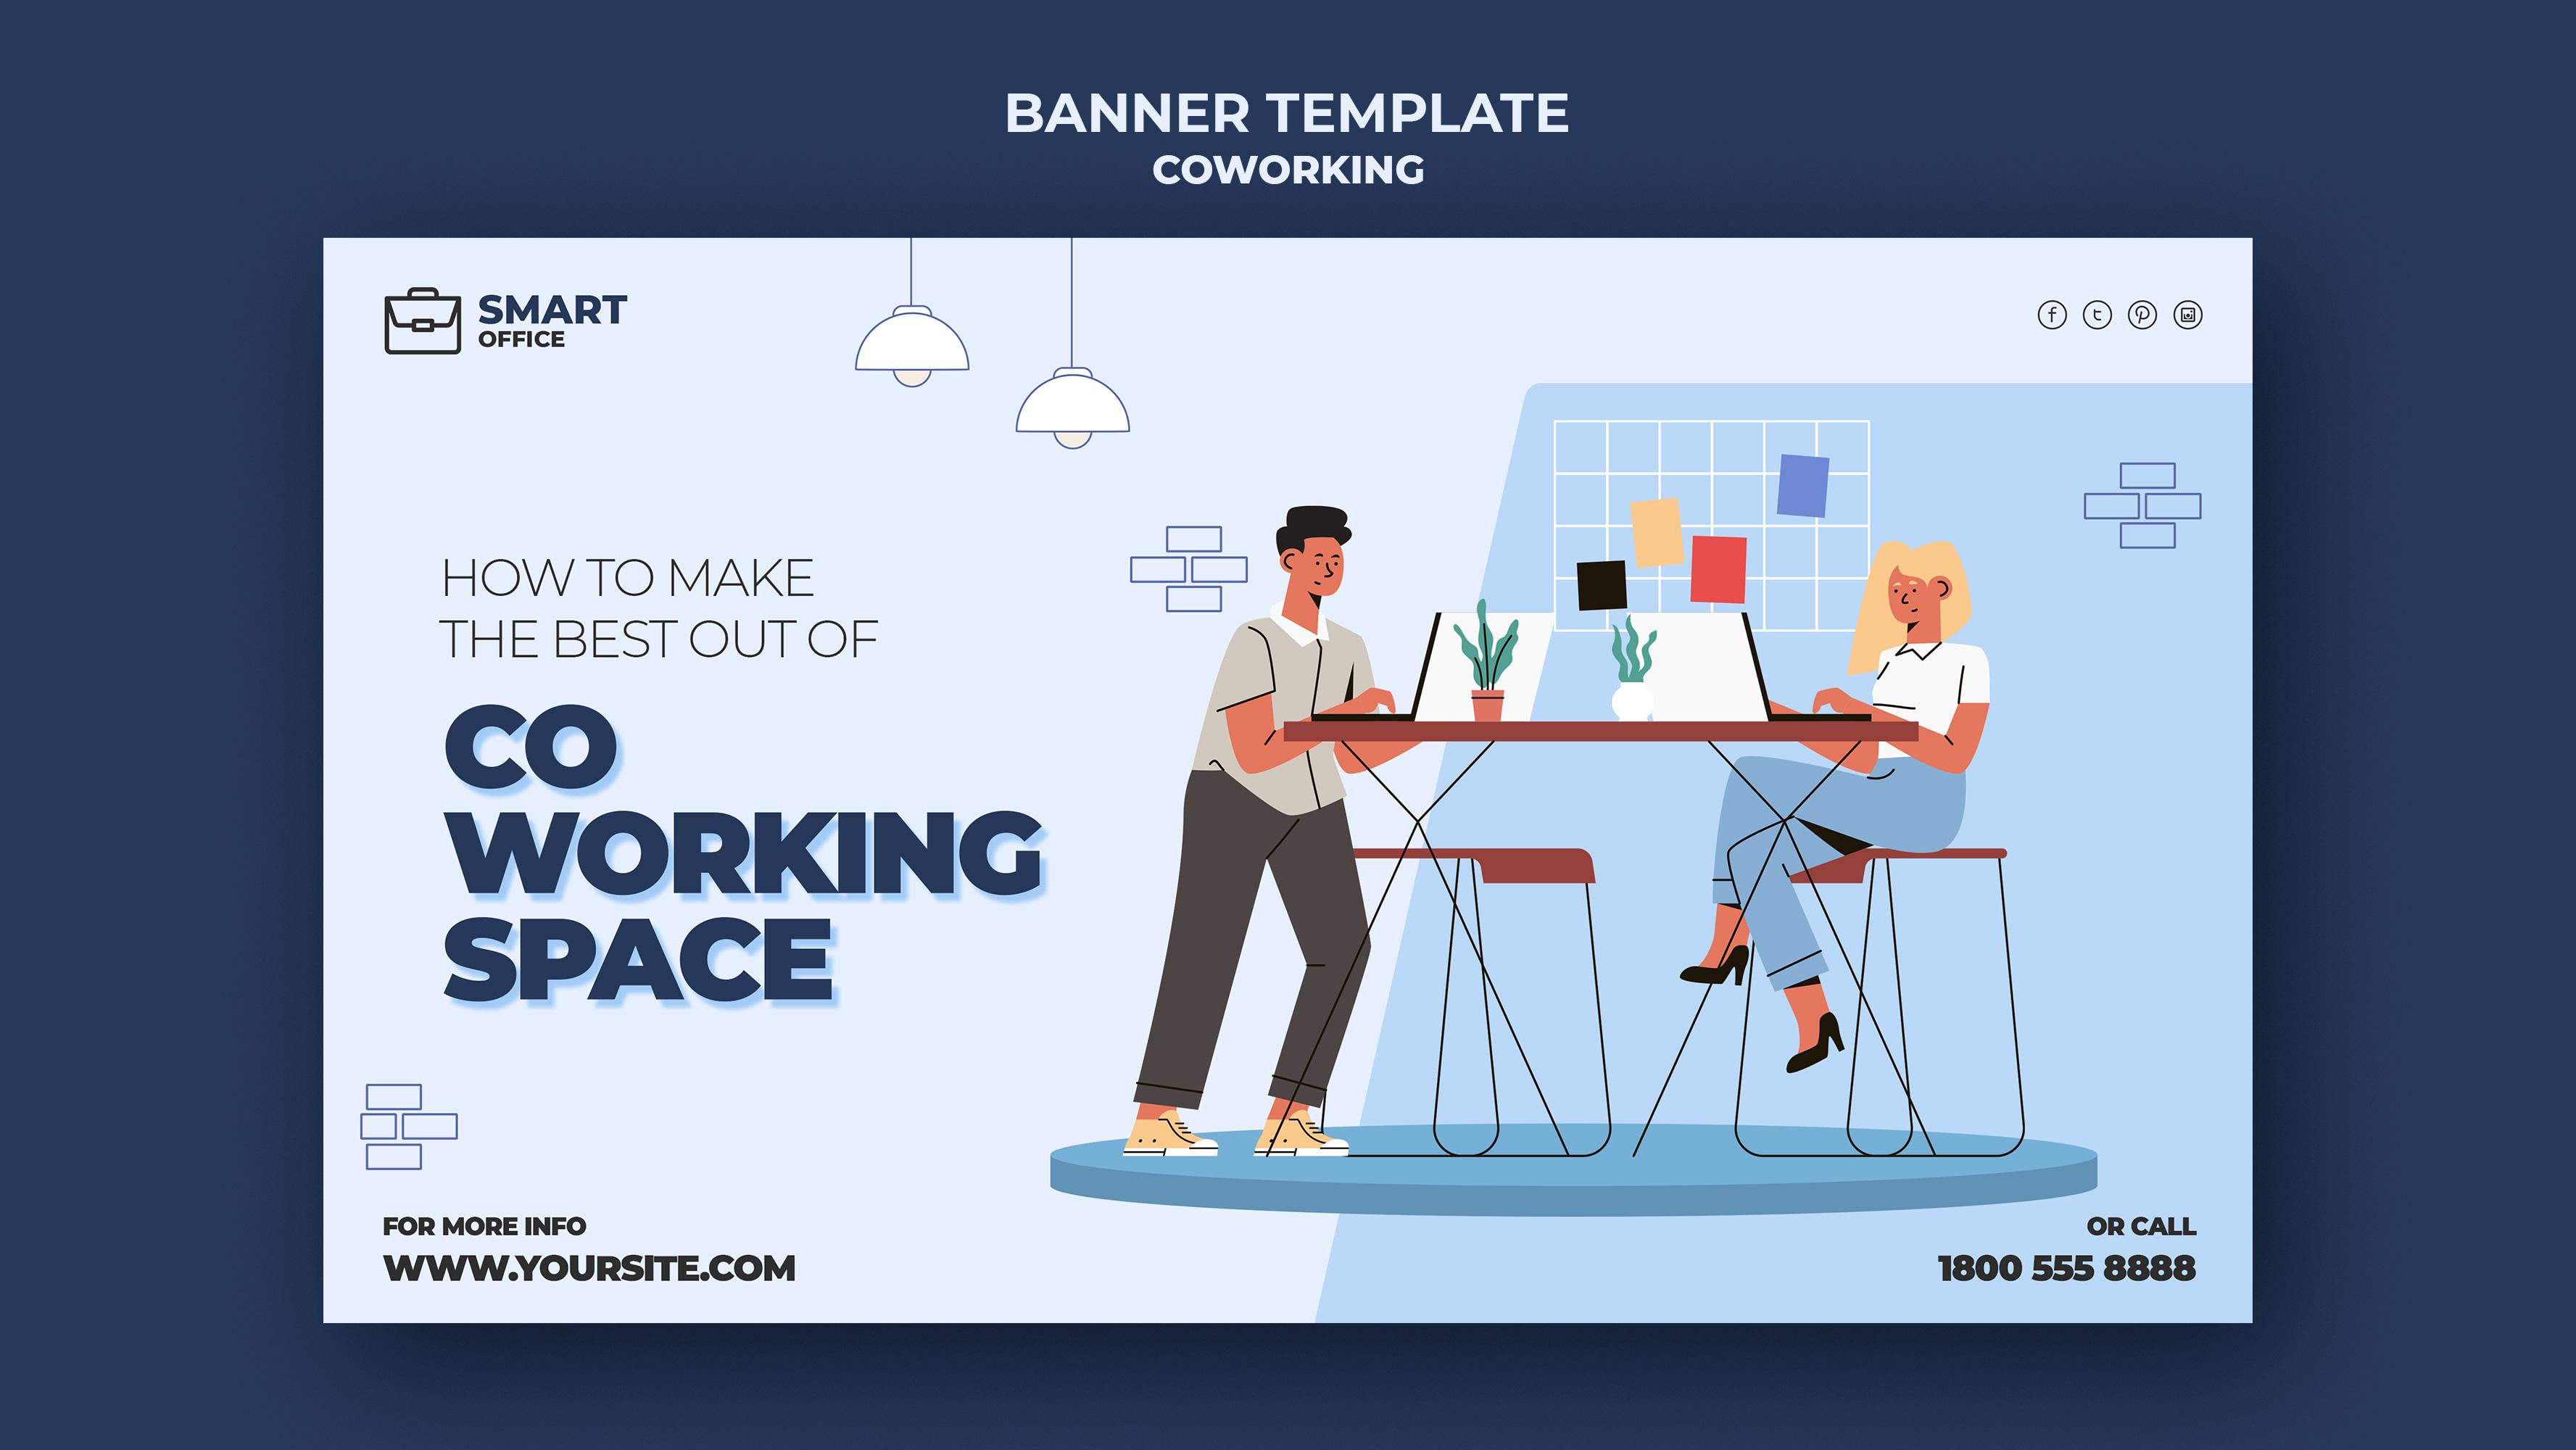 BANNER TEMPLATE
COWORKING
SMART
OFFICE
HOW TO MAKE
THE BEST OUT OF
CO
WORKING
SPACE
FOR MORE INFO
WWW.YOURSITE.COM
OR CALL
1800 555 8888